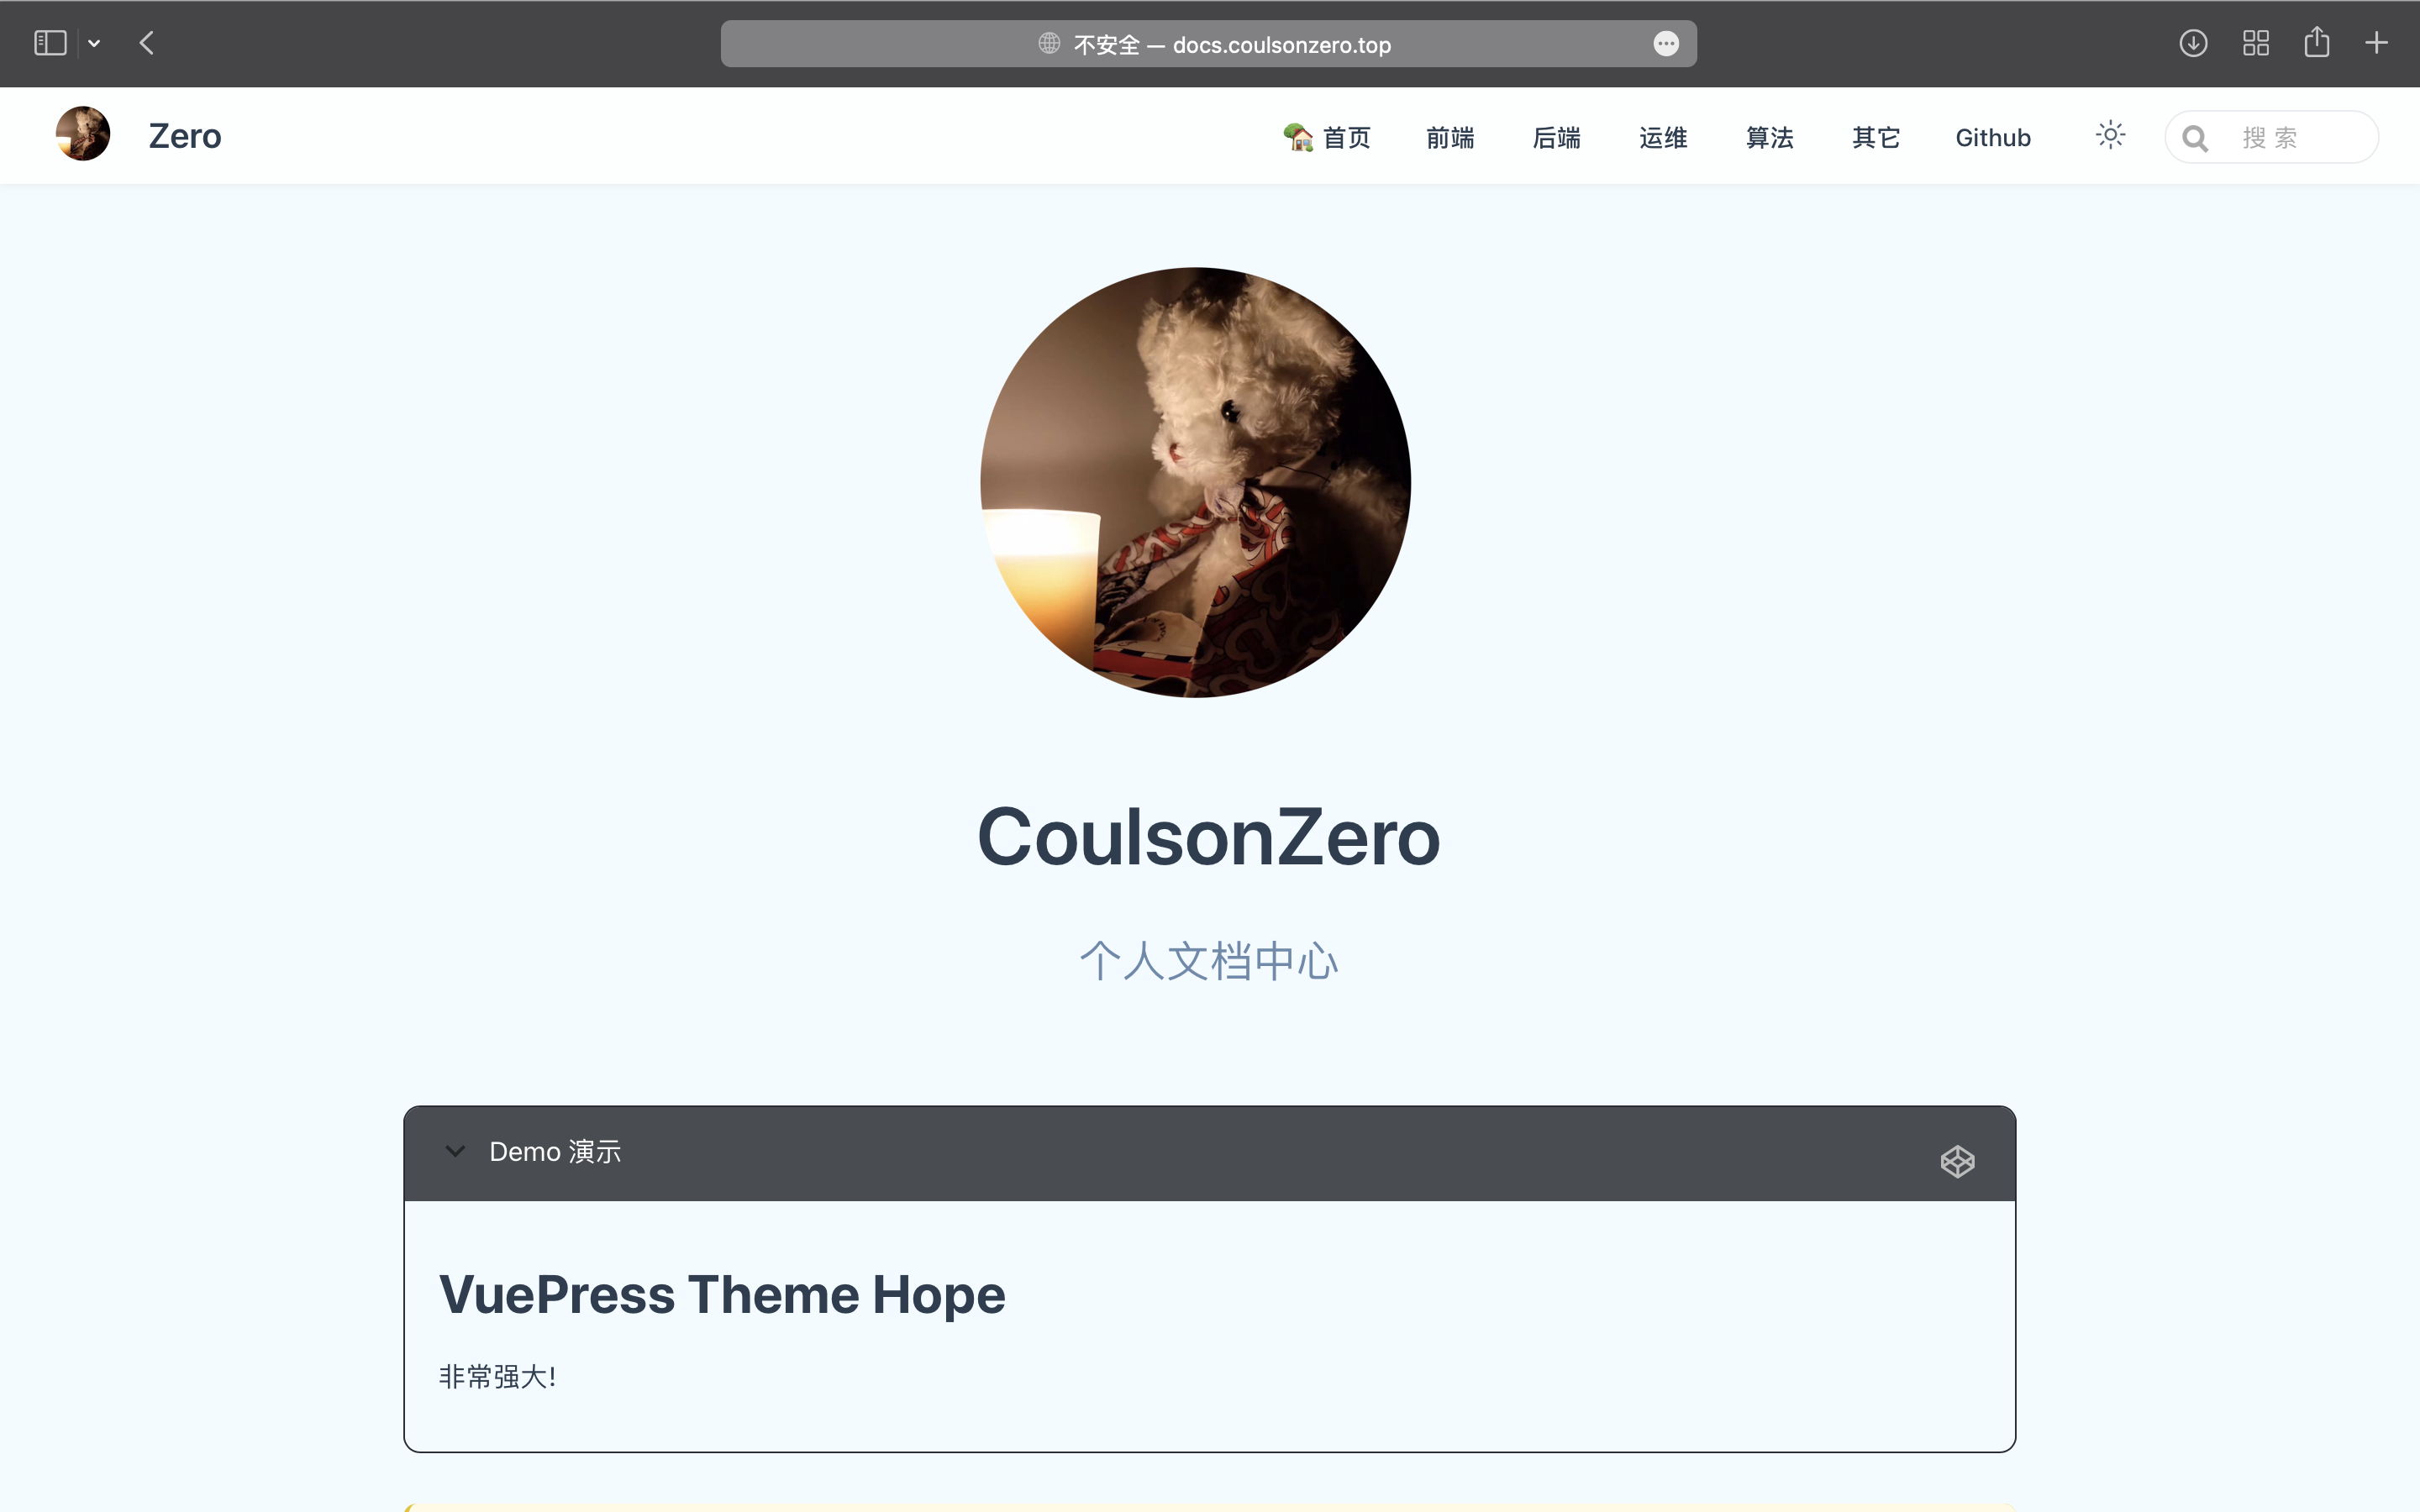 不安全 — docs.coulsonzero.top
Zero
首页 前端 后端 运维 算法 其它 Github 搜 索
CoulsonZero
个人文档中心
Demo 演示
VuePress Theme Hope
非常强大!